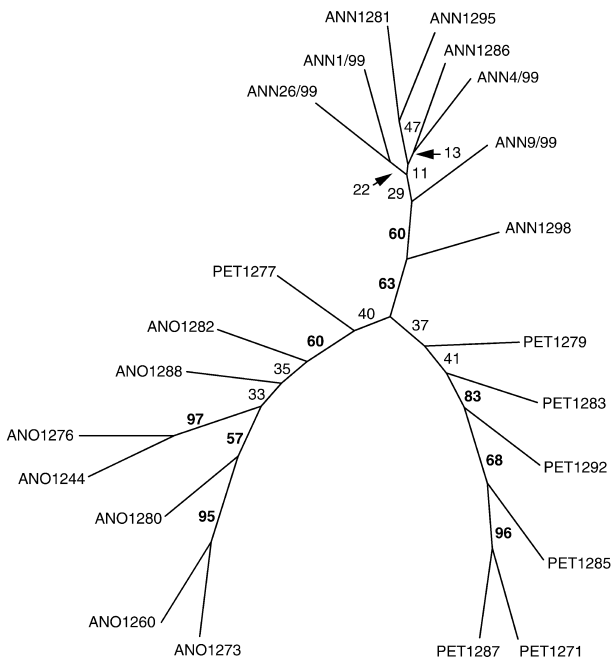 ANN1281
ANN1295
ANN1286
ANN1/99
ANN4/99
ANN26/99
47
ANN9/99
13
11
22
29
60
ANN1298
PET1277
63
40
37
ANO1282
60
PET1279
41
ANO1288
35
33
83
PET1283
97
ANO1276
57
68
PET1292
ANO1244
ANO1280
95
96
PET1285
ANO1260
ANO1273
PET1287
PET1271